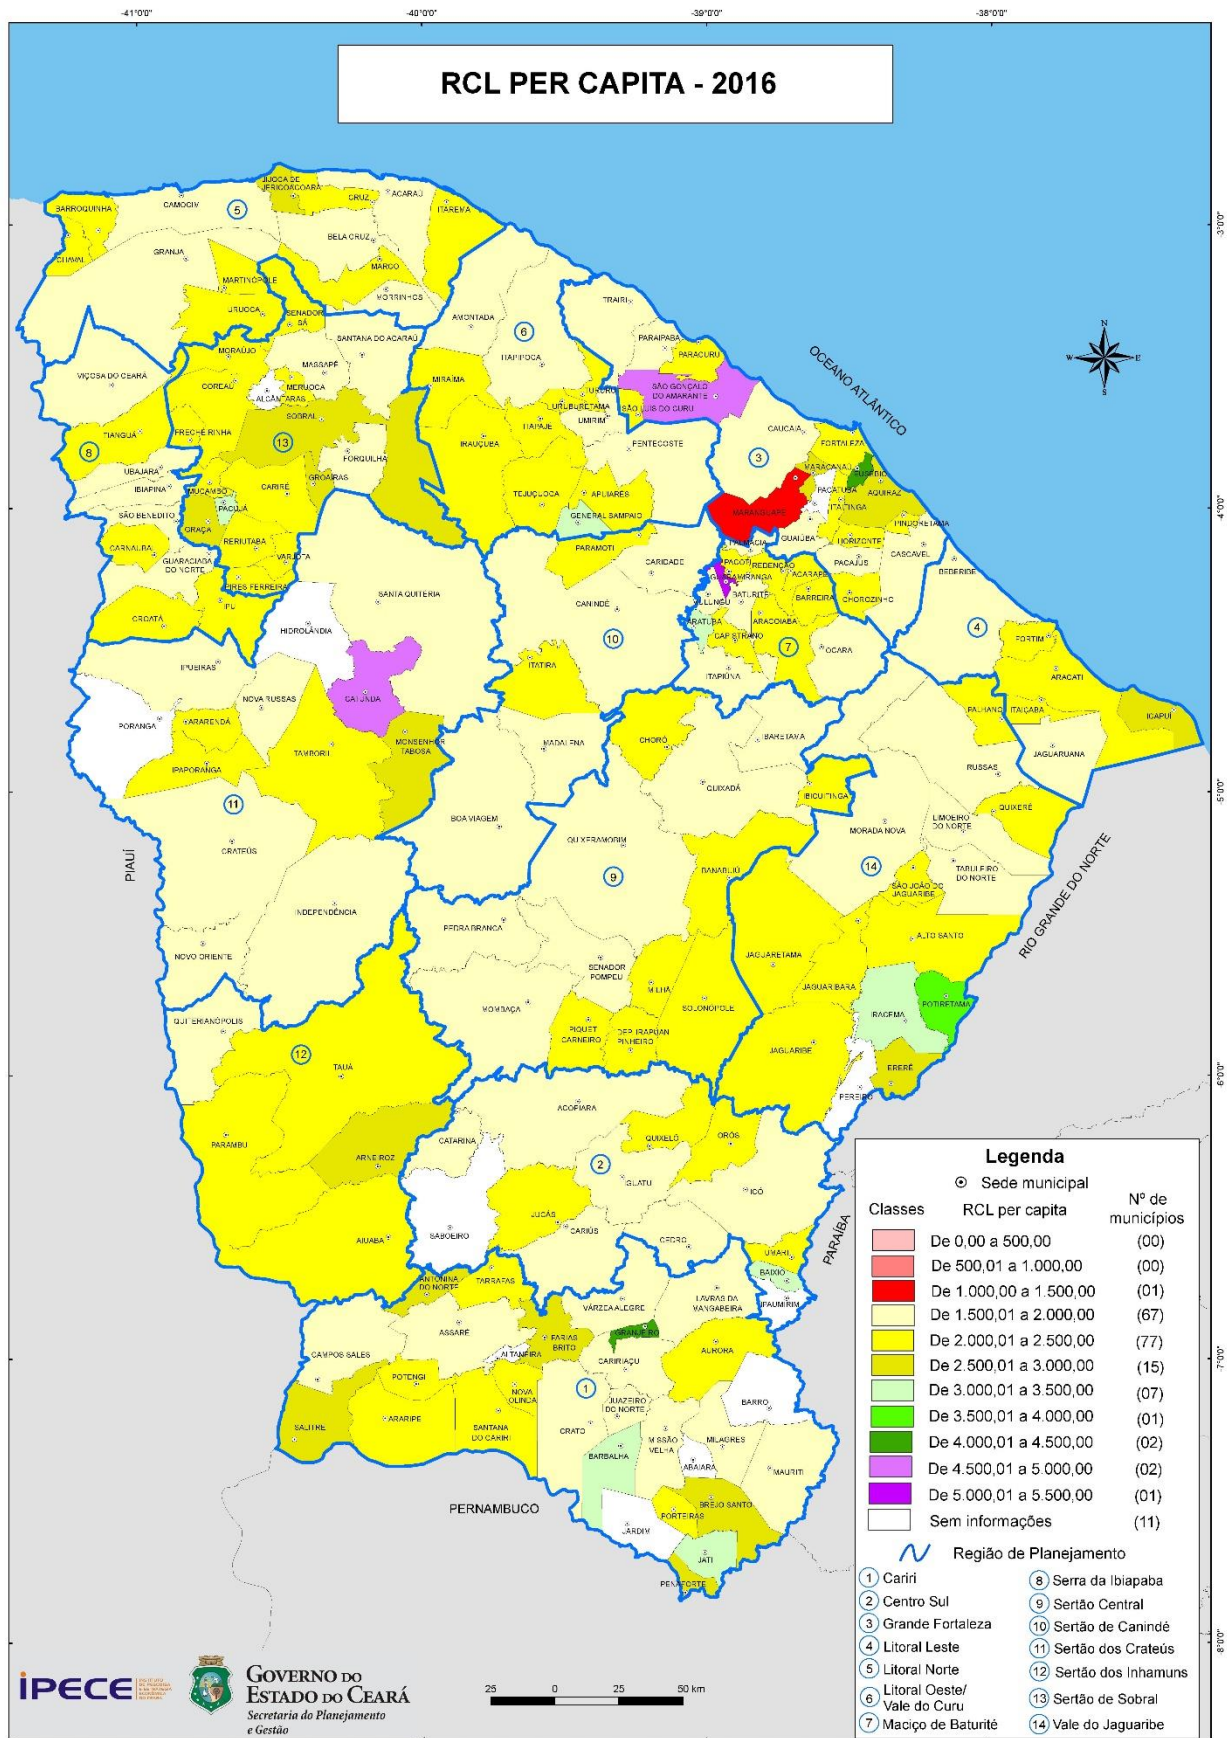 -41°0'0"
-40°0'0"
-39°0'0"
-38°0'0"
RCL PER CAPITA - 2016
JIJOCA DE
JERICOACOARA
CRUZ
ACARAÚ
BARROQUINHA
CAMOCIM
5
ITAREMA
-3°0'0"
CHAVAL
GRANJA
BELA CRUZ
MARCO
MARTINÓPOLE
MORRINHOS
URUOCA
SENADOR
SÁ
TRAIRI
AMONTADA
6
SANTANA DO ACARAÚ
PARAIPABA
N
W
E
S
MORAÚJO
MASSAPÊ
ITAPIPOCA
PARACURU
OCEANO ATLÂNTICO
VIÇOSA DO CEARÁ
COREAÚ
MERUOCA
ALCÂNTARAS
MIRAÍMA
TURURU
SÃO GONÇALO
DO AMARANTE
URUBURETAMA
SÃO LUIS DO CURU
SOBRAL
ITAPAJÉ
UMIRIM
TIANGUÁ
FRECHEIRINHA
13
IRAUÇUBA
CAUCAIA
FORTALEZA
8
FORQUILHA
PENTECOSTE
3
UBAJARA
MARACANAÚ
EUSÉBIO
IBIAPINA
MUCAMBO
CARIRÉ
GROAÍRAS
TEJUÇUOCA
APUIARÉS
PACATUBA
AQUIRAZ
PACUJÁ
MARANGUAPE
ITAITINGA
SÃO BENEDITO
GENERAL SAMPAIO
PINDORETAMA
-4°0'0"
GRAÇA
RERIUTABA
PARAMOTI
PALMÁCIA
GUAIÚBA
HORIZONTE
CARNAUBAL
VARJOTA
GUARACIABA
DO NORTE
CARIDADE
PACOTI
REDENÇÃO
PACAJUS
CASCAVEL
BEBERIBE
PIRES FERREIRA
GUARAMIRANGA
ACARAPE
SANTA QUITÉRIA
MULUNGU
BATURITÉ
BARREIRA
CHOROZINHO
IPU
CANINDÉ
CROATÁ
HIDROLÂNDIA
ARATUBA
ARACOIABA
10
CAPISTRANO
7
4
FORTIM
ITATIRA
OCARA
IPUEIRAS
ITAPIÚNA
ARACATI
CATUNDA
NOVA RUSSAS
PORANGA
ARARENDÁ
PALHANO
ITAIÇABA
ICAPUÍ
MONSENHOR
TABOSA
CHORÓ
IBARETAMA
TAMBORIL
MADALENA
JAGUARUANA
IPAPORANGA
RUSSAS
QUIXADÁ
-5°0'0"
IBICUITINGA
11
QUIXERÉ
BOA VIAGEM
LIMOEIRO
DO NORTE
MORADA NOVA
CRATEÚS
QUIXERAMOBIM
PIAUÍ
14
TABULEIRO
DO NORTE
BANABUIÚ
9
SÃO JOÃO DO
JAGUARIBE
RIO GRANDE DO NORTE
INDEPENDÊNCIA
PEDRA BRANCA
ALTO SANTO
NOVO ORIENTE
SENADOR
POMPEU
JAGUARETAMA
MILHÃ
JAGUARIBARA
MOMBAÇA
SOLONÓPOLE
POTIRETAMA
IRACEMA
QUITERIANÓPOLIS
PIQUET
CARNEIRO
DEP. IRAPUAN
PINHEIRO
12
JAGUARIBE
TAUÁ
ERERÊ
-6°0'0"
PEREIRO
ACOPIARA
PARAMBU
CATARINA
QUIXELÔ
ORÓS
ARNEIROZ
2
IGUATU
ICÓ
JUCÁS
SABOEIRO
CARIÚS
AIUABA
CEDRO
UMARI
PARAÍBA
BAIXIO
ANTONINA
DO NORTE
TARRAFAS
IPAUMIRIM
LAVRAS DA
MANGABEIRA
VÁRZEA ALEGRE
ASSARÉ
GRANJEIRO
FARIAS
BRITO
AURORA
ALTANEIRA
CAMPOS SALES
CARIRIAÇU
-7°0'0"
POTENGI
NOVA
OLINDA
1
BARRO
JUAZEIRO
DO NORTE
ARARIPE
SANTANA
DO CARIRI
CRATO
SALITRE
MISSÃO
VELHA
MILAGRES
BARBALHA
ABAIARA
MAURITI
BREJO SANTO
PORTEIRAS
PERNAMBUCO
JARDIM
JATI
PENAFORTE
-8°0'0"
Legenda
Sede municipal
Classes
RCL per capita
Nº de
municípios
De 0,00 a 500,00 (00)
De 500,01 a 1.000,00 (00)
De 1.000,00 a 1.500,00 (01)
De 1.500,01 a 2.000,00 (67)
De 2.000,01 a 2.500,00 (77)
De 2.500,01 a 3.000,00 (15)
De 3.000,01 a 3.500,00 (07)
De 3.500,01 a 4.000,00 (01)
De 4.000,01 a 4.500,00 (02)
De 4.500,01 a 5.000,00 (02)
De 5.000,01 a 5.500,00 (01)
Sem informações (11)
Região de Planejamento
1 Cariri
2 Centro Sul
3 Grande Fortaleza
4 Litoral Leste
5 Litoral Norte
6 Litoral Oeste/
Vale do Curu
7 Maciço de Baturité
8 Serra da Ibiapaba
9 Sertão Central
10 Sertão de Canindé
11 Sertão dos Crateús
12 Sertão dos Inhamuns
13 Sertão de Sobral
14 Vale do Jaguaribe
iPECE
GOVERNO DO
ESTADO DO CEARÁ
Secretaria do Planejamento
e Gestão
25 0 25 50 km